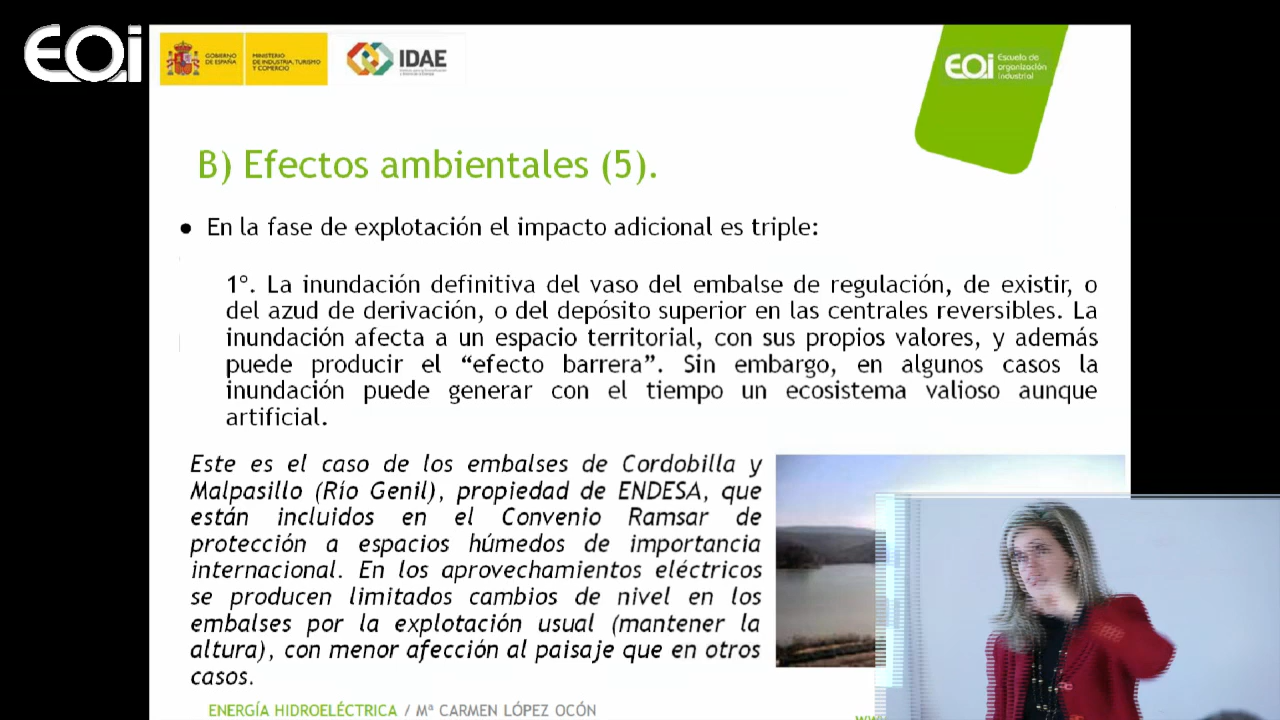 EOi
GOBIERNO
DE ESPAÑA
MINISTERIO
DE INDUSTRIA, TURISMO
Y COMERCIO
IDAE
EOi
Escuela de
organización
industrial
B) Efectos ambientales (5).
● En la fase de explotación el impacto adicional es triple:
1º. La inundación definitiva del vaso del embalse de regulación, de existir, o
del azud de derivación, o del depósito superior en las centrales reversibles. La
inundación afecta a un espacio territorial, con sus propios valores, y además
puede producir el “efecto barrera”. Sin embargo, en algunos casos la
inundación puede generar con el tiempo un ecosistema valioso aunque
artificial.
Este es el caso de los embalses de Cordobilla y
Malpasillo (Río Genil), propiedad de ENDESA, que
están incluidos en el Convenio Ramsar de
protección a espacios húmedos de importancia
internacional. En los aprovechamientos eléctricos
se producen limitados cambios de nivel en los
embalses por la explotación usual (mantener la
altura), con menor afección al paisaje que en otros
casos.
ENERGÍA HIDROELÉCTRICA / Mª CARMEN LÓPEZ OCÓN